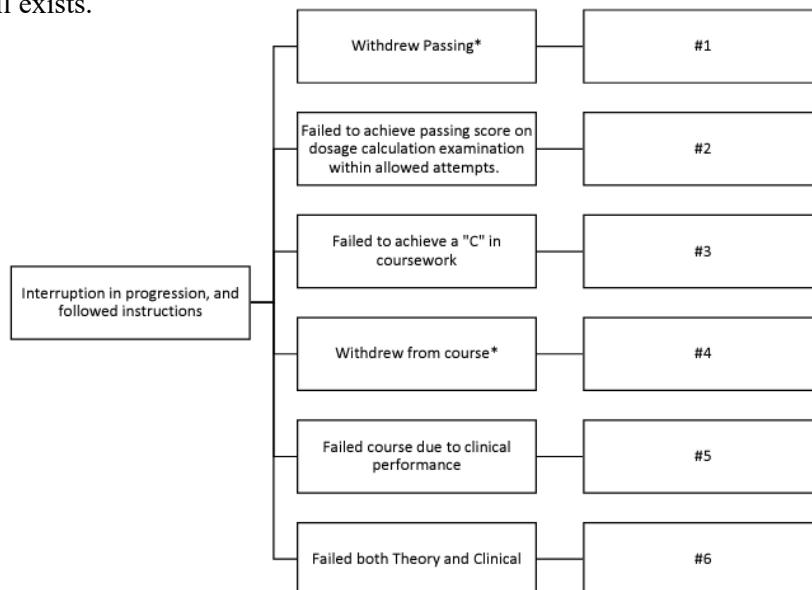 ll exists.
Withdrew Passing*
#1
Failed to achieve passing score on
dosage calculation examination
within allowed attempts.
#2
Failed to achieve a "C" in
coursework
#3
Interruption in progression, and
followed instructions
Withdrew from course*
#4
Failed course due to clinical
performance
#5
Failed both Theory and Clinical
#6